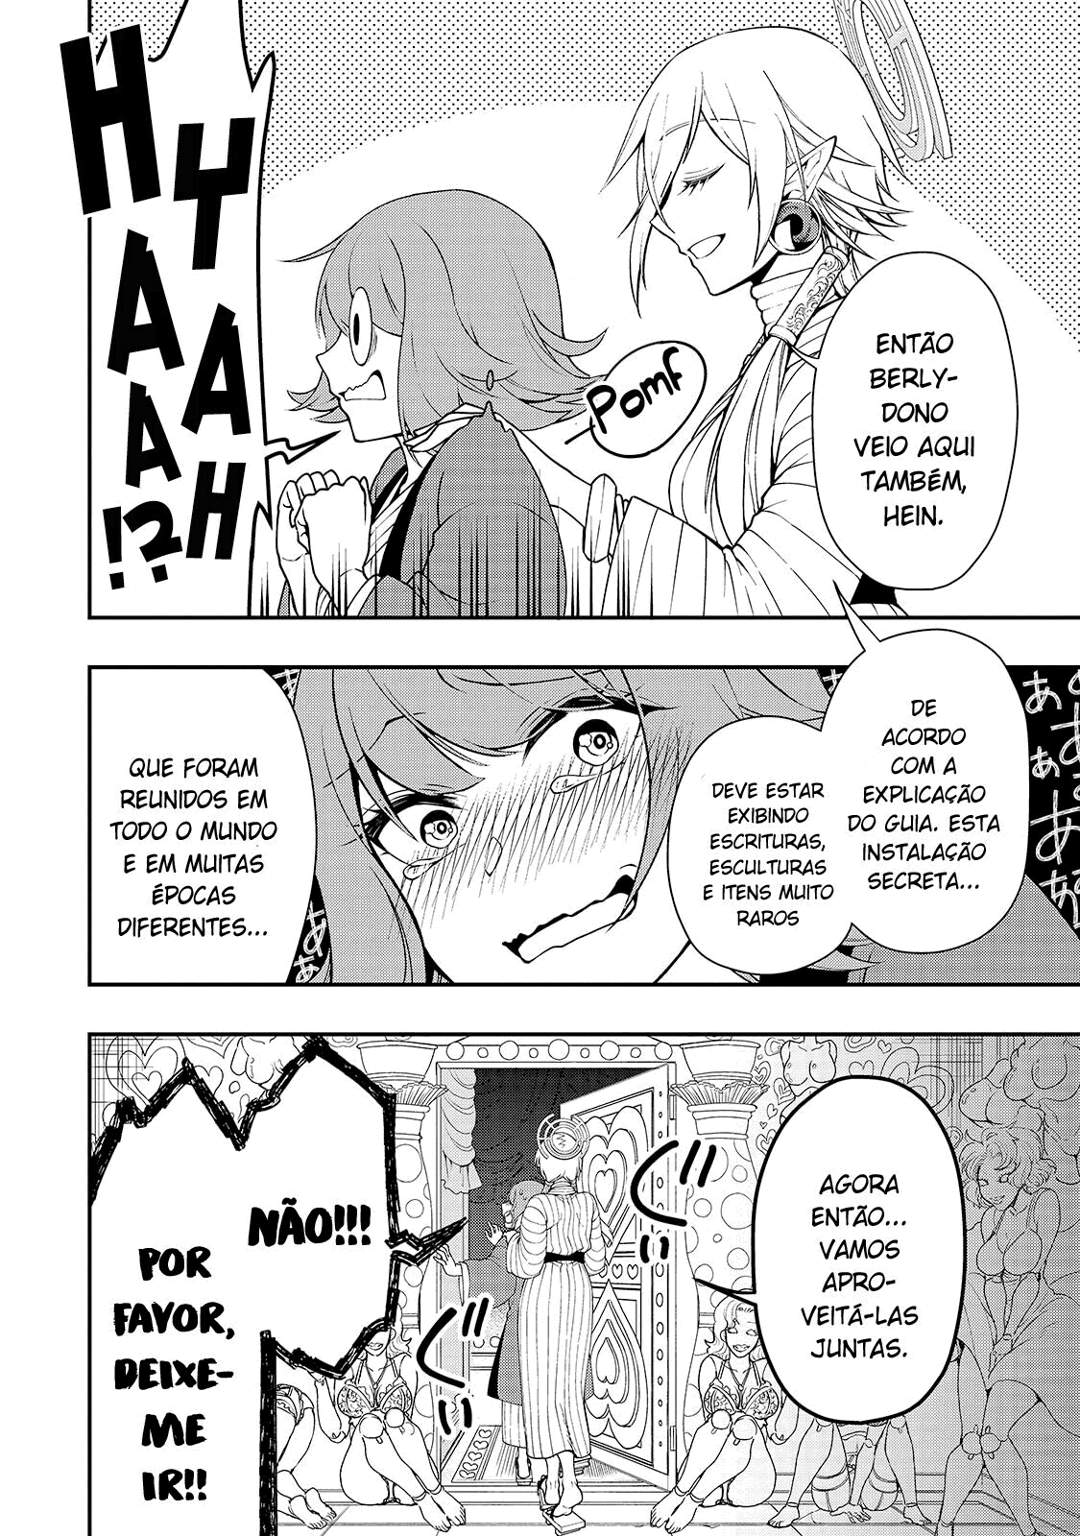 HYAAH
HAAA!?
Pomf
ENTÃO
BERLY-
DONO
VEIO AQUI
TAMBÉM,
HEIN.
DE
ACORDO
COM A
EXPLICAÇÃO
DO GUIA. ESTA
INSTALAÇÃO
SECRETA...
DEVE ESTAR
EXIBINDO
ESCRITURAS,
ESCULTURAS
E ITENS MUITO
RAROS
QUE FORAM
REUNIDOS EM
TODO O MUNDO
E EM MUITAS
ÉPOCAS
DIFERENTES...
AGORA
ENTÃO...
VAMOS
APRO-
VEITÁ-LAS
JUNTAS.
NÃO!!!
POR
FAVOR,
DEIXE-
ME
IR!!